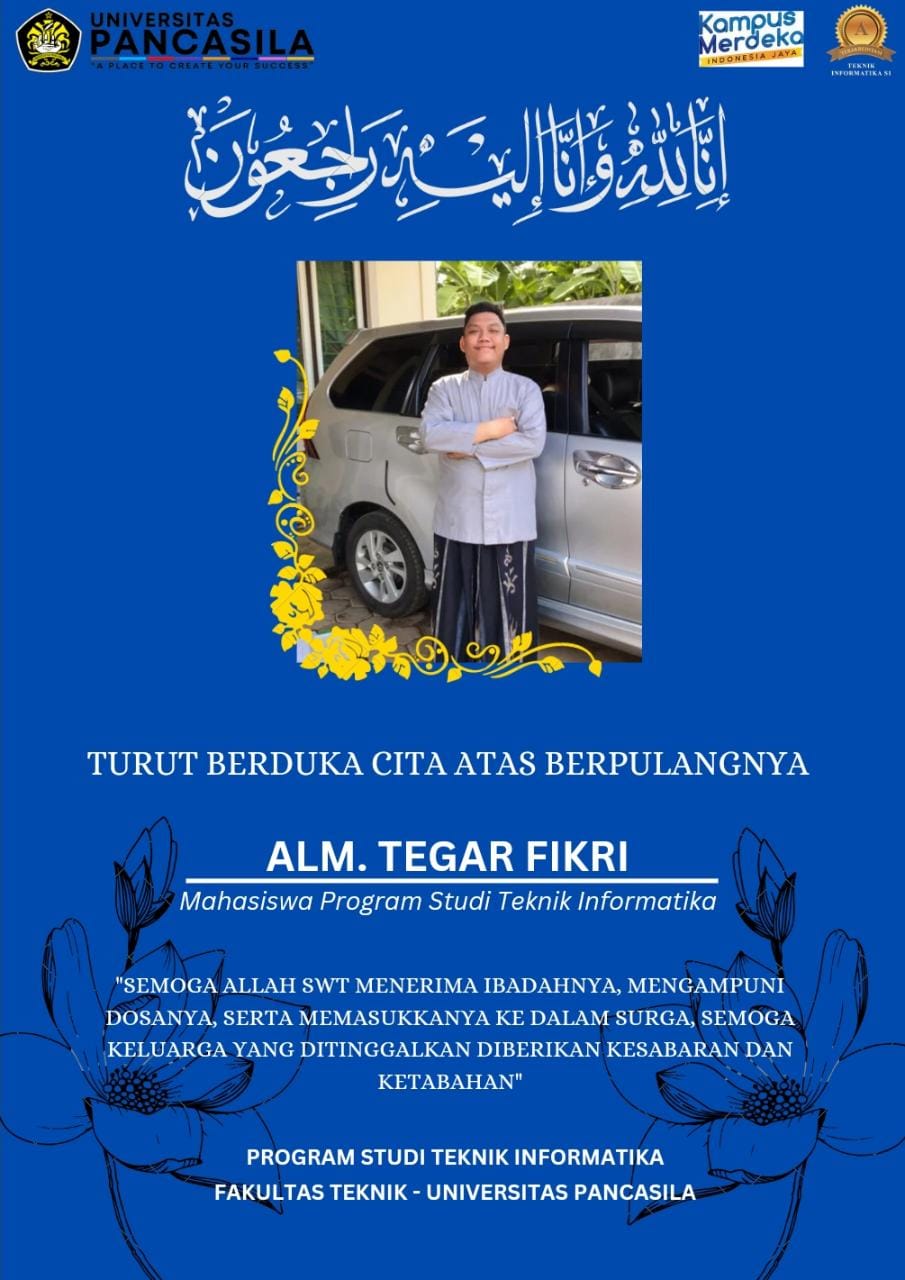 UNIVERSITAS
PANCASILA
"A PLACE TO CREATE YOUR SUCCESS"
Kampus
Merdeka
INDONESIA JAYA
A
TERAKREDITASI
TEKNIK
INFORMATIKA S1
إنا لله وإنا إليه راجعون
TURUT BERDUKA CITA ATAS BERPULANGNYA
ALM. TEGAR FIKRI
Mahasiswa Program Studi Teknik Informatika
"SEMOGA ALLAH SWT MENERIMA IBADAHNYA, MENGAMPUNI
DOSANYA, SERTA MEMASUKKANYA KE DALAM SURGA, SEMOGA
KELUARGA YANG DITINGGALKAN DIBERIKAN KESABARAN DAN
KETABAHAN"
PROGRAM STUDI TEKNIK INFORMATIKA
FAKULTAS TEKNIK - UNIVERSITAS PANCASILA